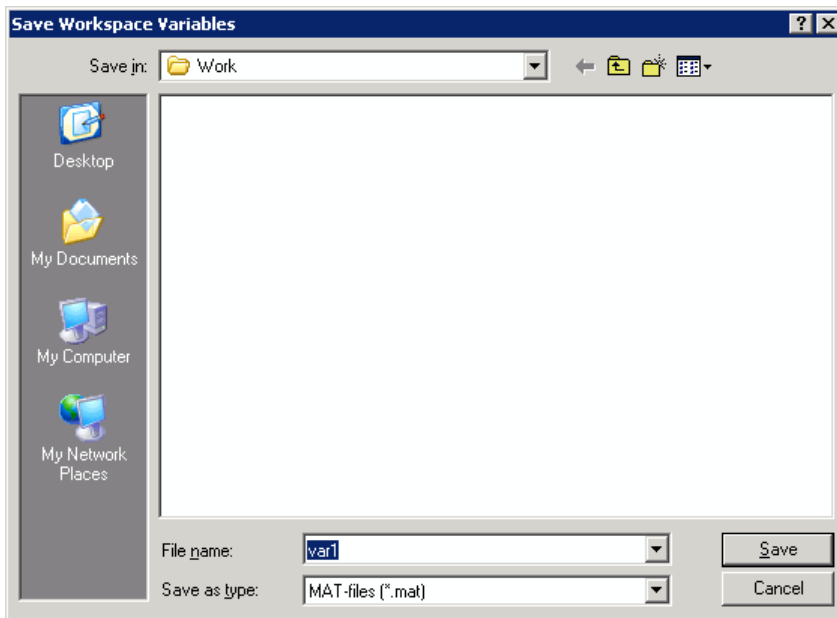 Save Workspace Variables
Save in:
Work
Desktop
My Documents
My Computer
My Network
Places
File name:
var1
Save
Save as type:
MAT-files (*.mat)
Cancel